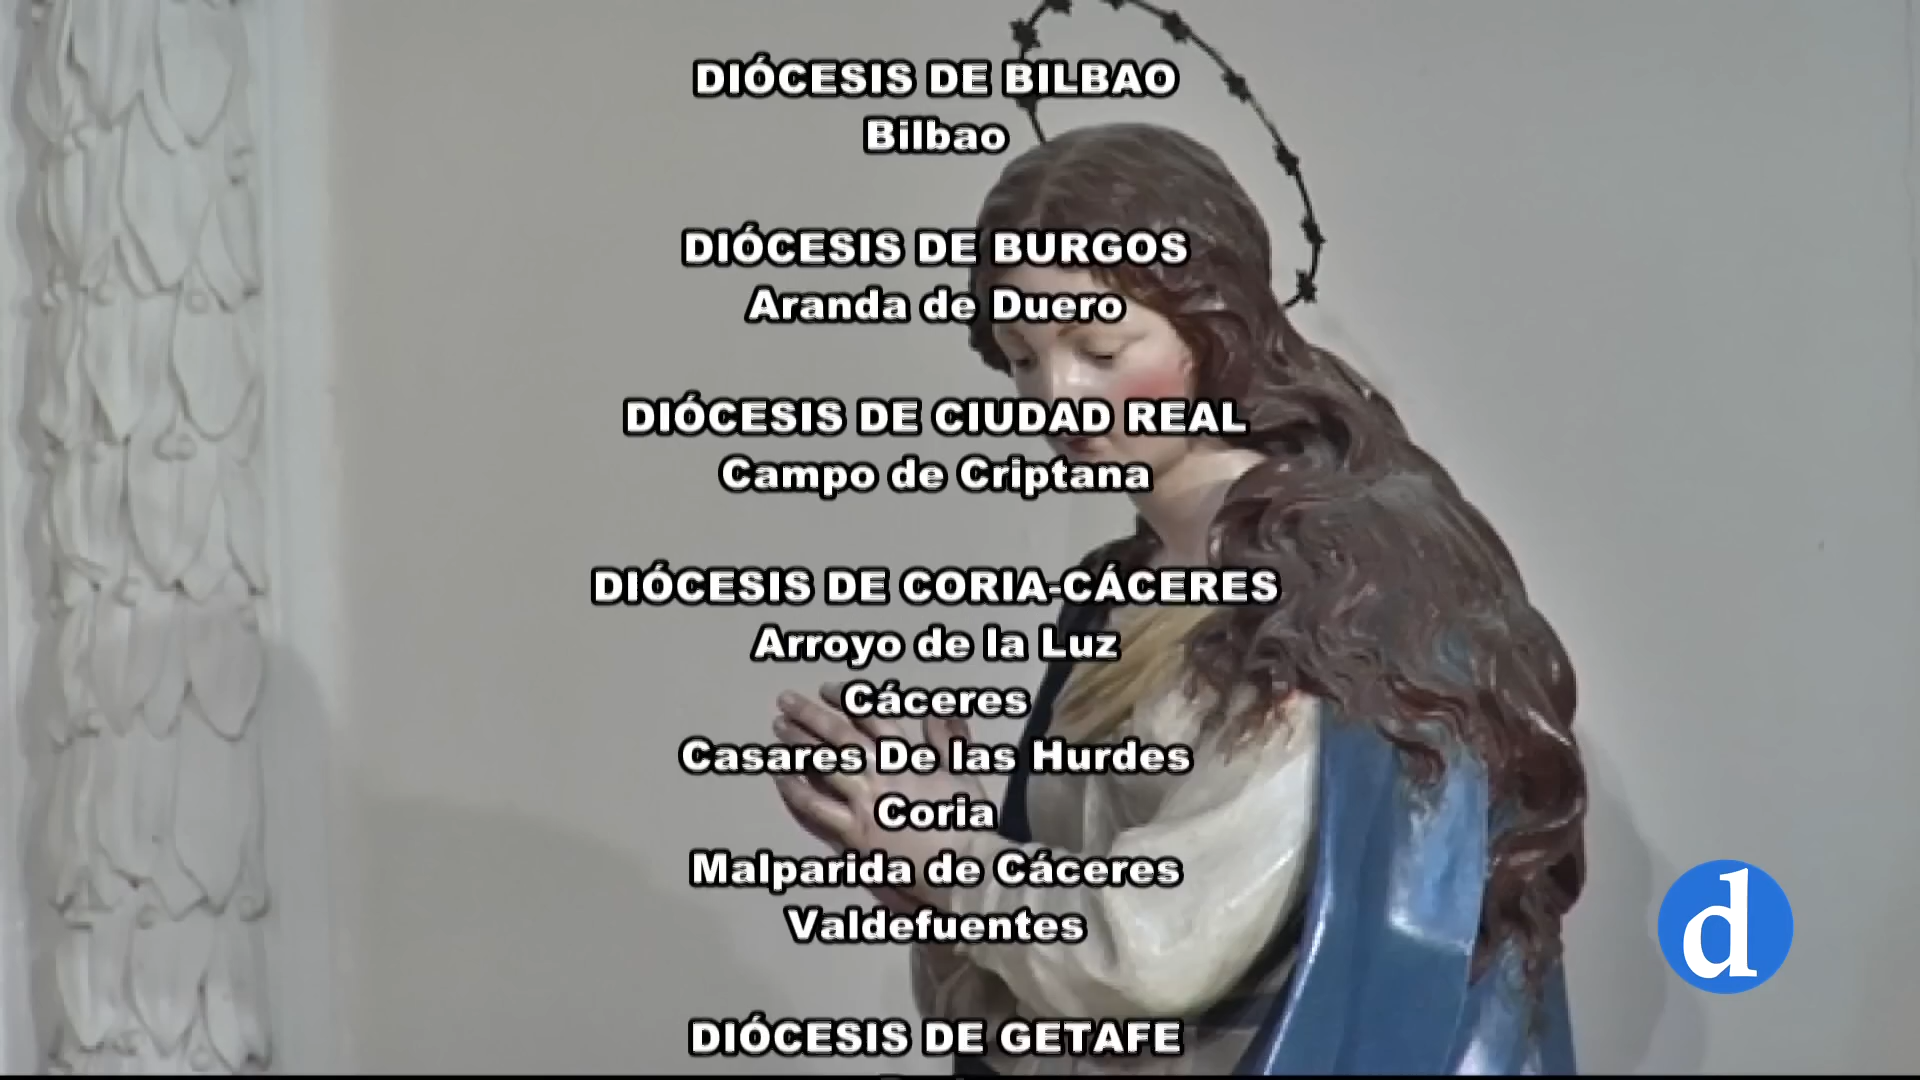 DIÓCESIS DE BILBAO
Bilbao
DIÓCESIS DE BURGOS
Aranda de Duero
DIÓCESIS DE CIUDAD REAL
Campo de Criptana
DIÓCESIS DE CORIA-CÁCERES
Arroyo de la Luz
Cáceres
Casares De las Hurdes
Coria
Malparida de Cáceres
Valdefuentes
d
DIÓCESIS DE GETAFE